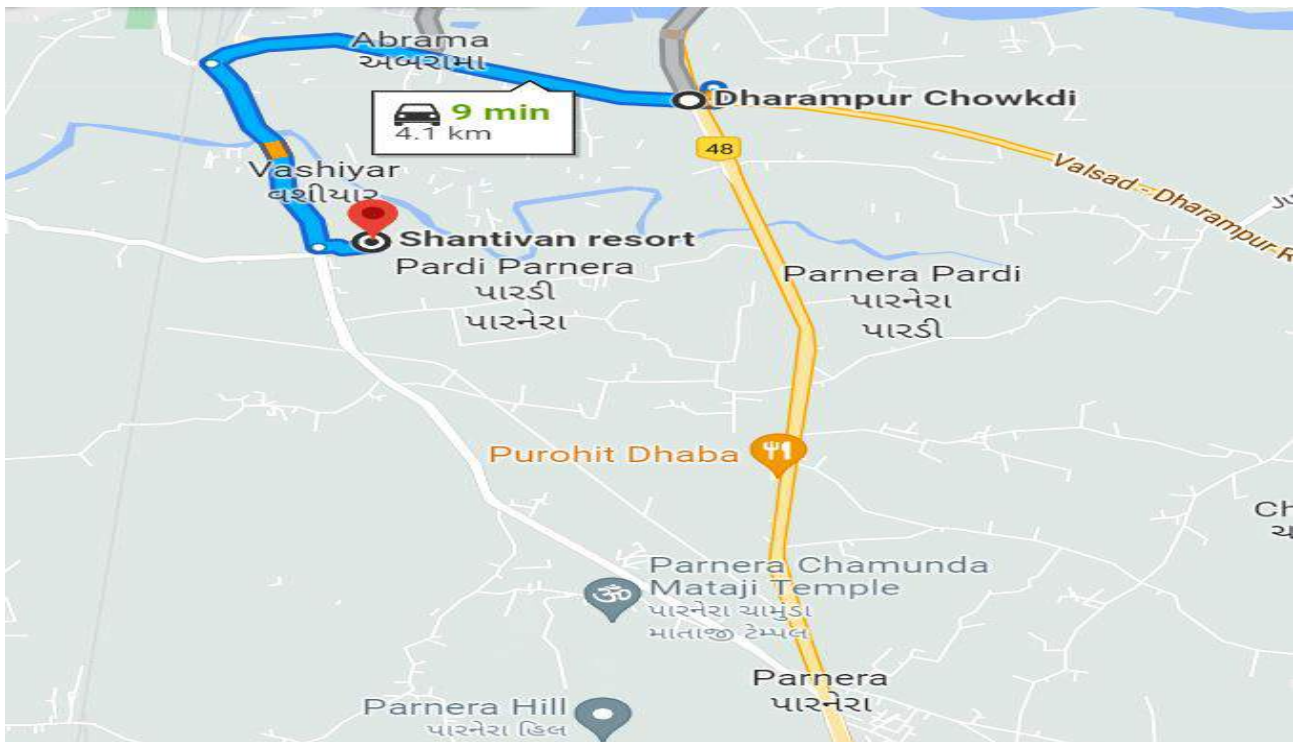 Abrama
અબરામા
9 min
4.1 km
Dharampur Chowkdi
48
Valsad - Dharampur-R
Vashiyar
વશીયાર
Shantivan resort
Pardi Parnera
પારડી
પારનેરા
Parnera Pardi
પારનેરા
પારડી
Purohit Dhaba
Parnera Chamunda
Mataji Temple
પારનેરા ચામુંડા
માતાજી ટેમ્પલ
Parnera
પારનેરા
Parnera Hill
પારનેરા હિલ